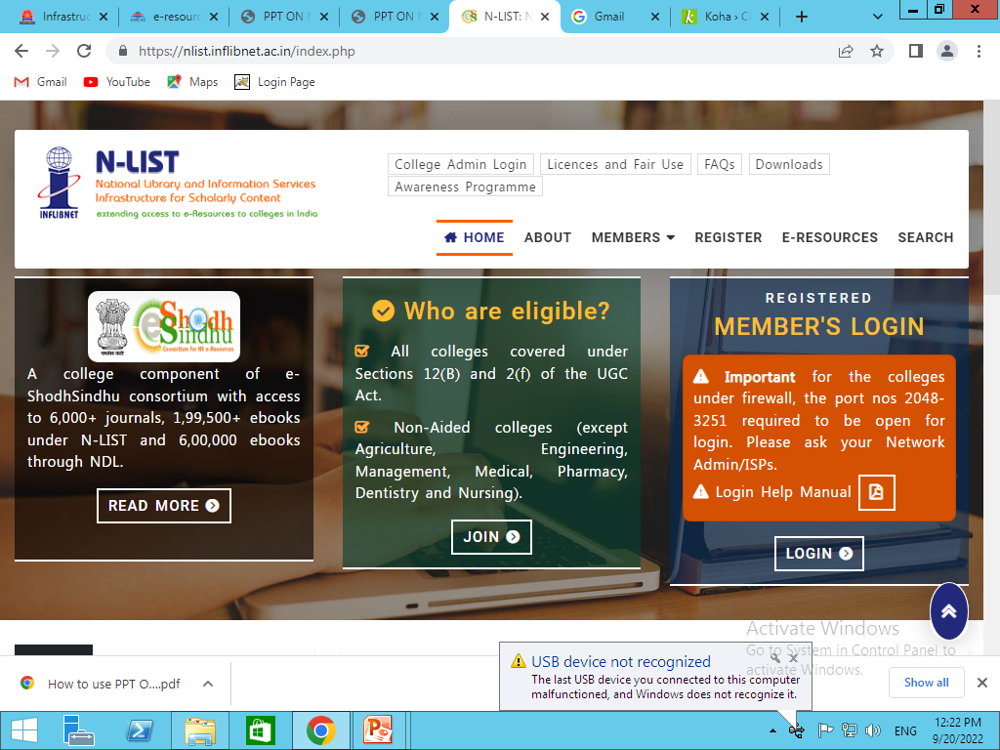 Infrastruc
e-resourc
PPT ON N
PPT ON N
N-LIST: N
Gmail
Koha › C
https://nlist.inflibnet.ac.in/index.php
Gmail
YouTube
Maps
Login Page
INFLIBNET
N-LIST
National Library and Information Services
Infrastructure for Scholarly Content
extending access to e-Resources to colleges in India
College Admin Login
Licences and Fair Use
FAQs
Downloads
Awareness Programme
HOME
ABOUT
MEMBERS
REGISTER
E-RESOURCES
SEARCH
e Shodh
Sindhu
Consortium for HE e-Resources
A college component of e-
ShodhSindhu consortium with access
to 6,000+ journals, 1,99,500+ ebooks
under N-LIST and 6,00,000 ebooks
through NDL.
READ MORE
Who are eligible?
All colleges covered under
Sections 12(B) and 2(f) of the UGC
Act.
Non-Aided colleges (except
Agriculture, Engineering,
Management, Medical, Pharmacy,
Dentistry and Nursing).
JOIN
REGISTERED
MEMBER'S LOGIN
Important for the colleges
under firewall, the port nos 2048-
3251 required to be open for
login. Please ask your Network
Admin/ISPs.
Login Help Manual
LOGIN
Activate Windows
Go to System in Control Panel to
activate Windows.
USB device not recognized
The last USB device you connected to this computer
malfunctioned, and Windows does not recognize it.
How to use PPT O....pdf
Show all
ENG
12:22 PM
9/20/2022